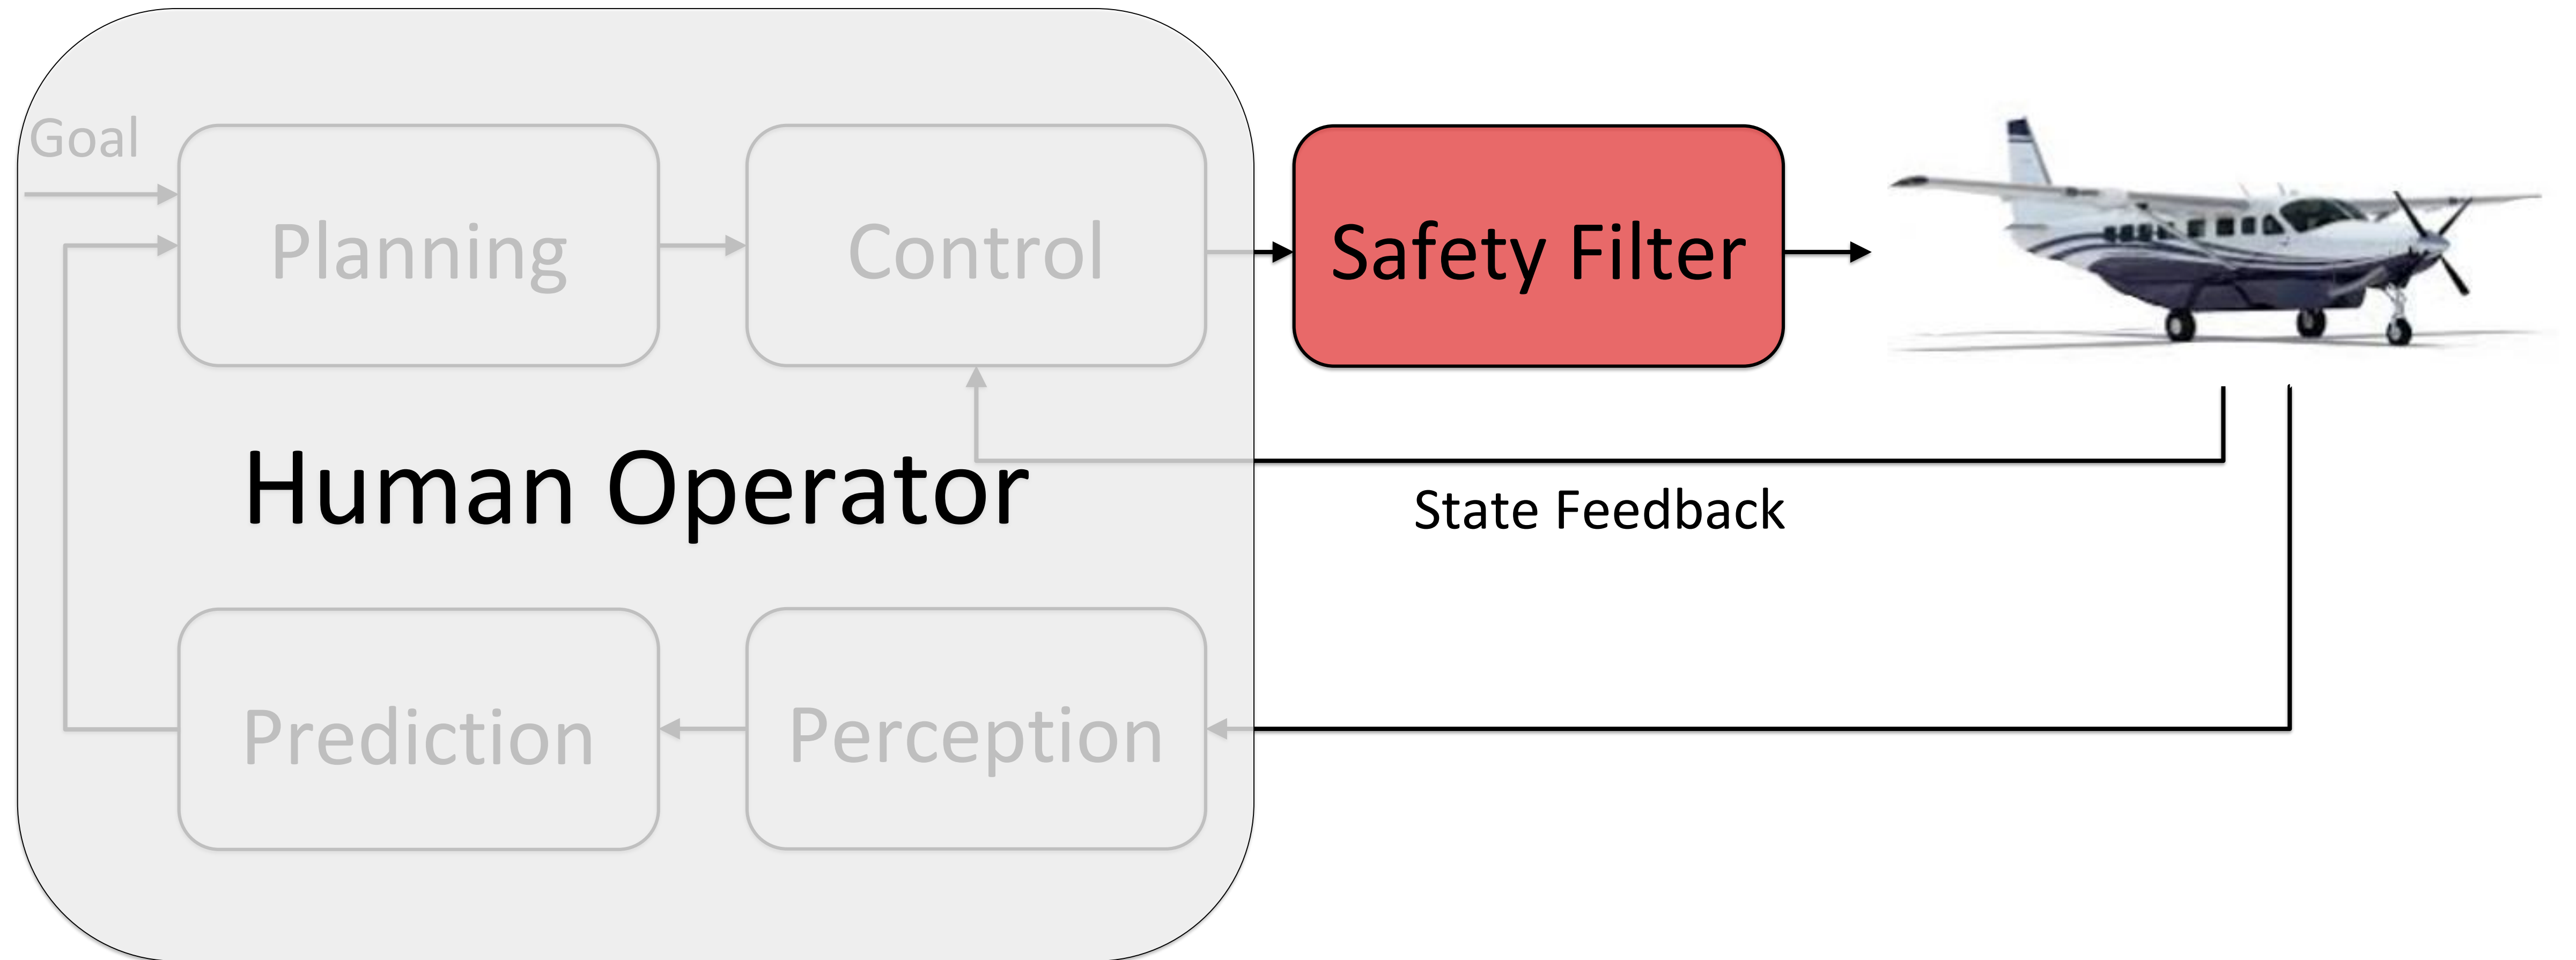 Goal
Planning
Control
Safety Filter
Human Operator
State Feedback
Prediction
Perception